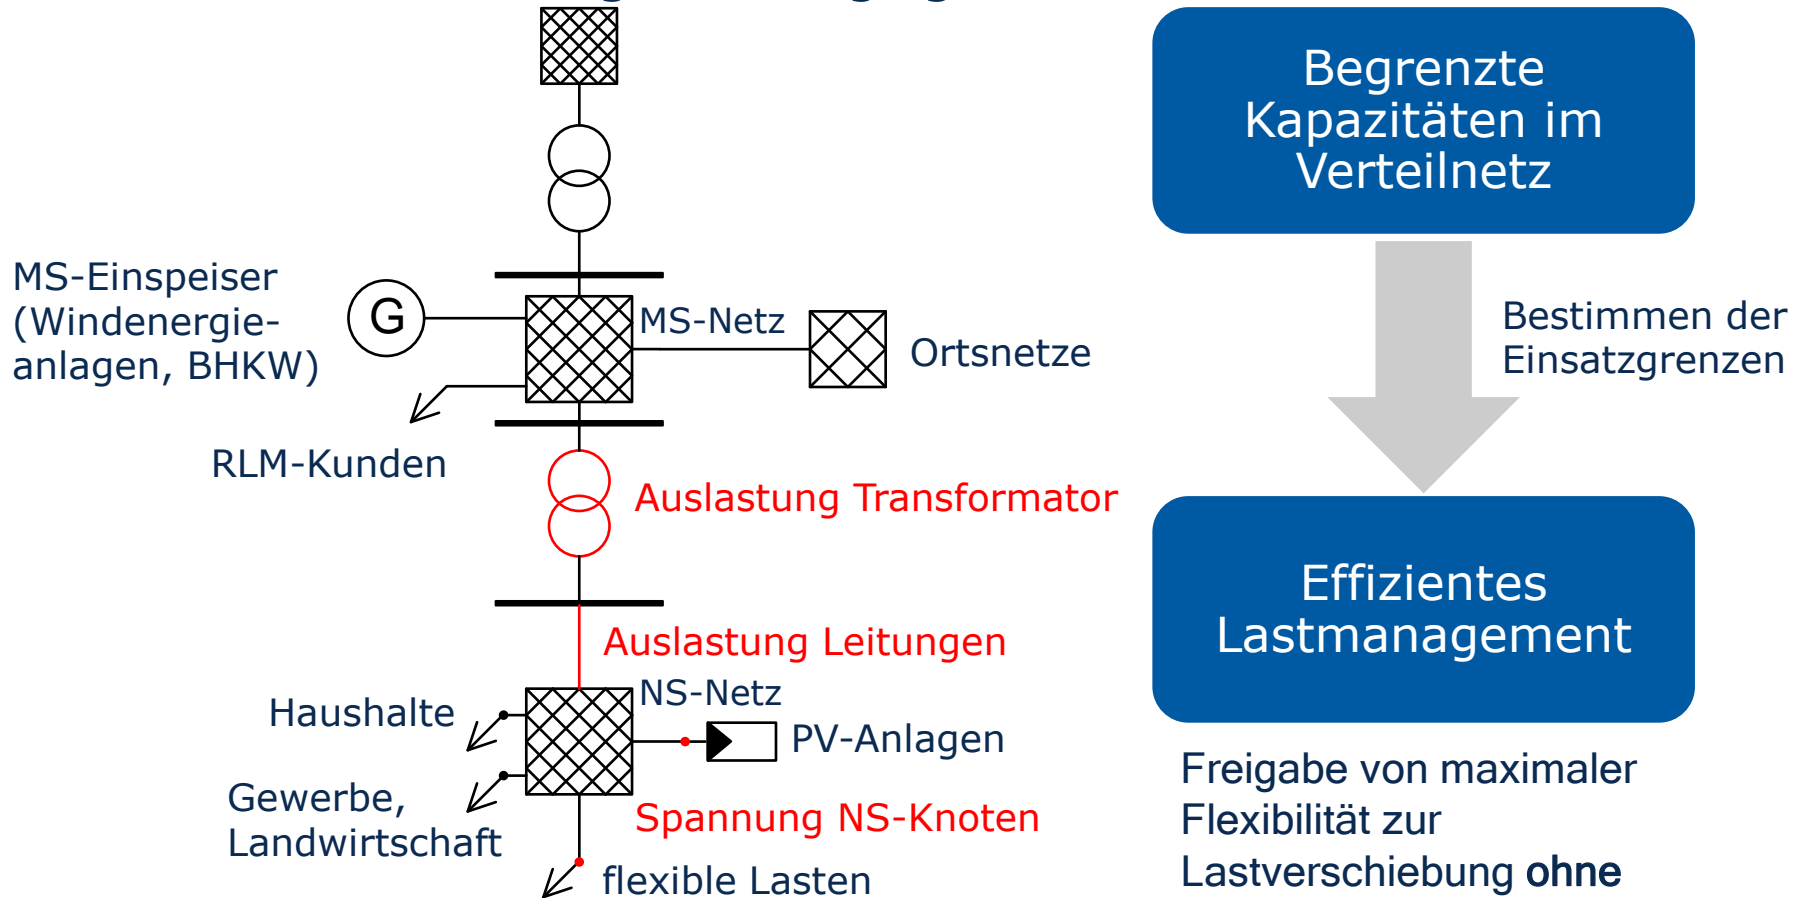 MS-Einspeiser
(Windenergie-
anlagen, BHKW)
G
MS-Netz
Ortsnetze
RLM-Kunden
Auslastung Transformator
Auslastung Leitungen
NS-Netz
Haushalte
PV-Anlagen
Gewerbe,
Landwirtschaft
Spannung NS-Knoten
flexible Lasten
Begrenzte
Kapazitäten im
Verteilnetz
Bestimmen der
Einsatzgrenzen
Effizientes
Lastmanagement
Freigabe von maximaler
Flexibilität zur
Lastverschiebung ohne